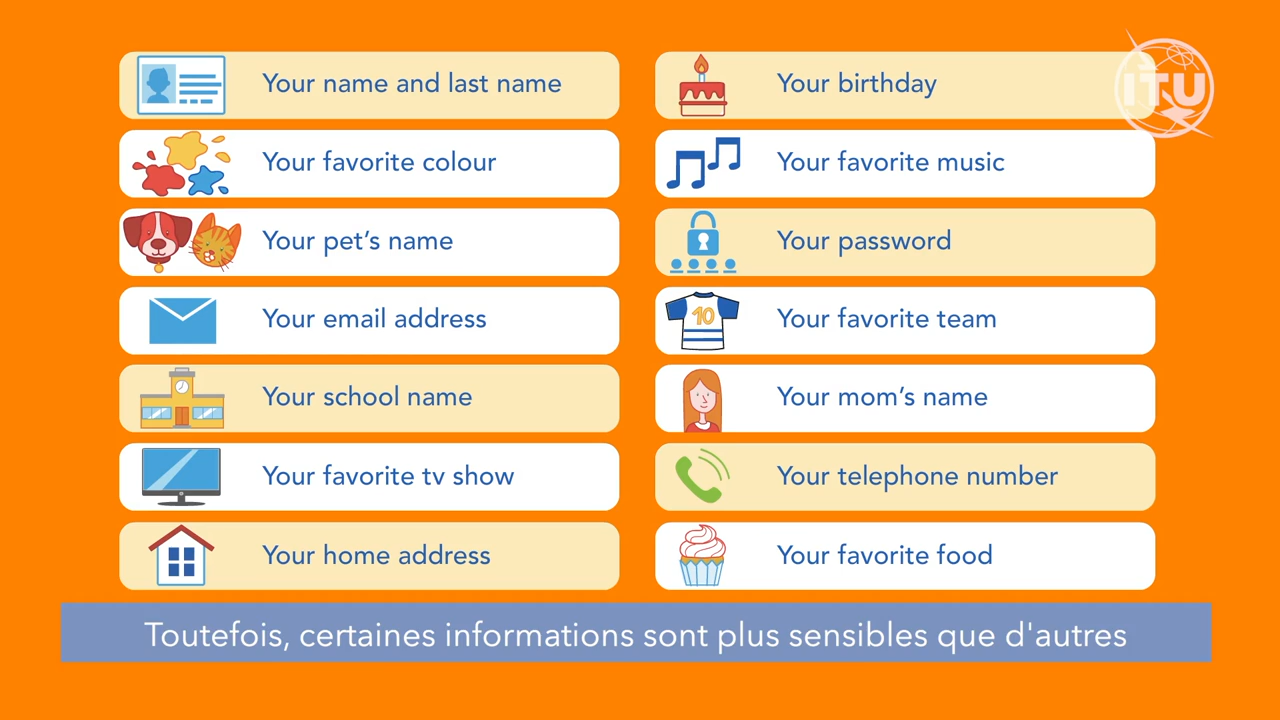 Your name and last name
Your birthday
ITU
Your favorite colour
Your favorite music
Your pet's name
Your password
Your email address
Your favorite team
10
Your school name
Your mom's name
Your favorite tv show
Your telephone number
Your home address
Your favorite food
Toutefois, certaines informations sont plus sensibles que d'autres